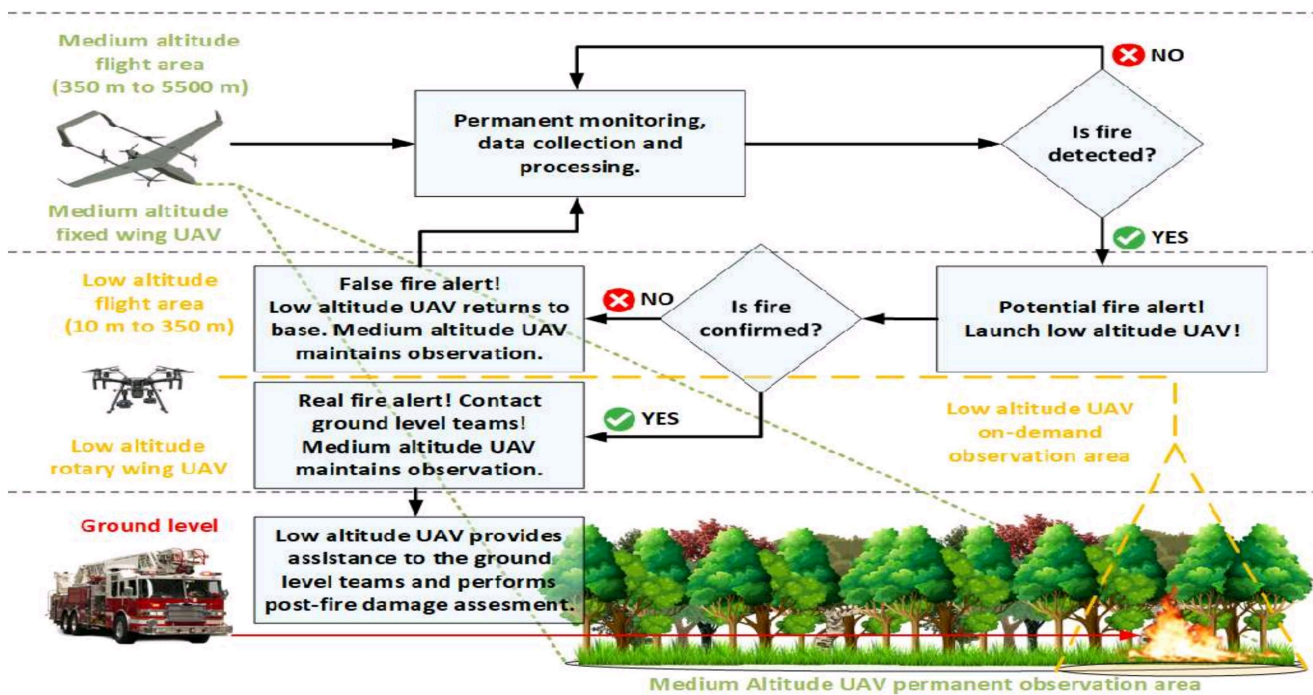 Medium altitude
flight area
(350 m to 5500 m)
Medium altitude
fixed wing UAV
Permanent monitoring,
data collection and
processing.
NO
Is fire
detected?
YES
Low altitude
flight area
(10 m to 350 m)
Low altitude
rotary wing UAV
False fire alert!
Low altitude UAV returns to
base. Medium altitude UAV
maintains observation.
NO
Is fire
confirmed?
Potential fire alert!
Launch low altitude UAV!
Real fire alert! Contact
ground level teams!
Medium altitude UAV
maintains observation.
YES
Low altitude UAV
on-demand
observation area
Ground level
Low altitude UAV provides
assistance to the ground
level teams and performs
post-fire damage assesment.
Medium Altitude UAV permanent observation area